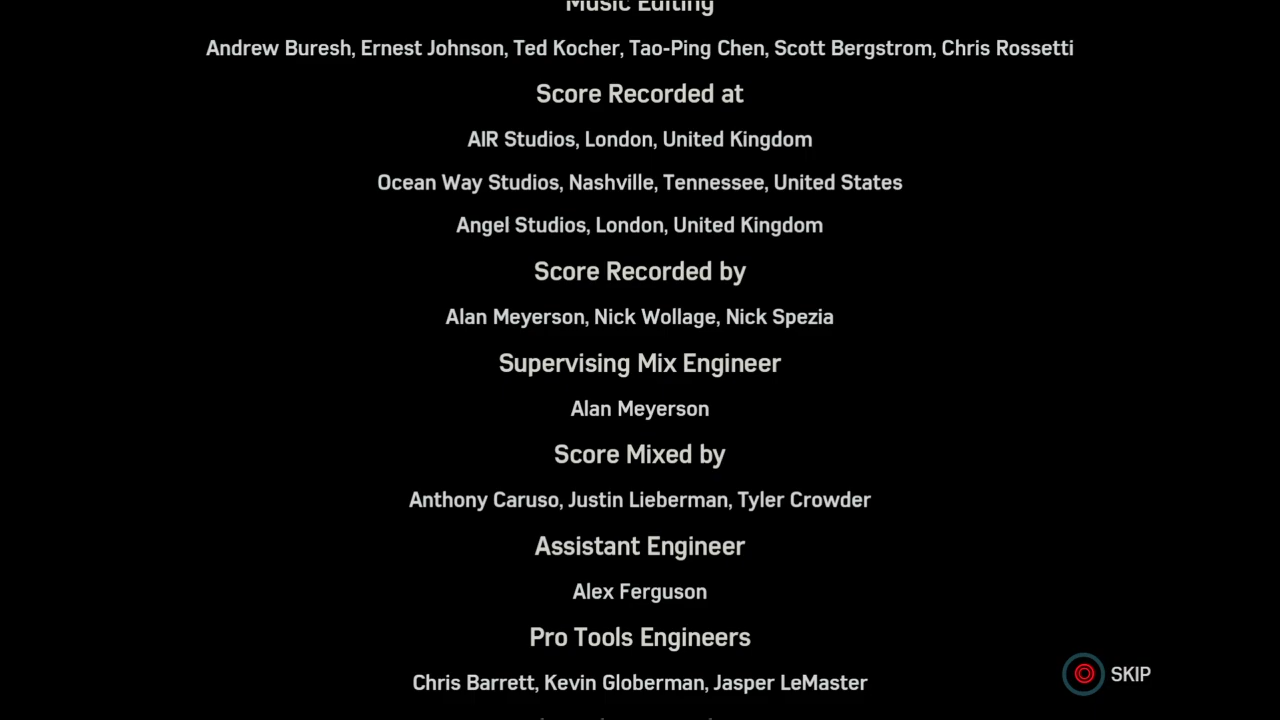 Music Editing
Andrew Buresh, Ernest Johnson, Ted Kocher, Tao-Ping Chen, Scott Bergstrom, Chris Rossetti
Score Recorded at
AIR Studios, London, United Kingdom
Ocean Way Studios, Nashville, Tennessee, United States
Angel Studios, London, United Kingdom
Score Recorded by
Alan Meyerson, Nick Wollage, Nick Spezia
Supervising Mix Engineer
Alan Meyerson
Score Mixed by
Anthony Caruso, Justin Lieberman, Tyler Crowder
Assistant Engineer
Alex Ferguson
Pro Tools Engineers
Chris Barrett, Kevin Globerman, Jasper LeMaster
SKIP